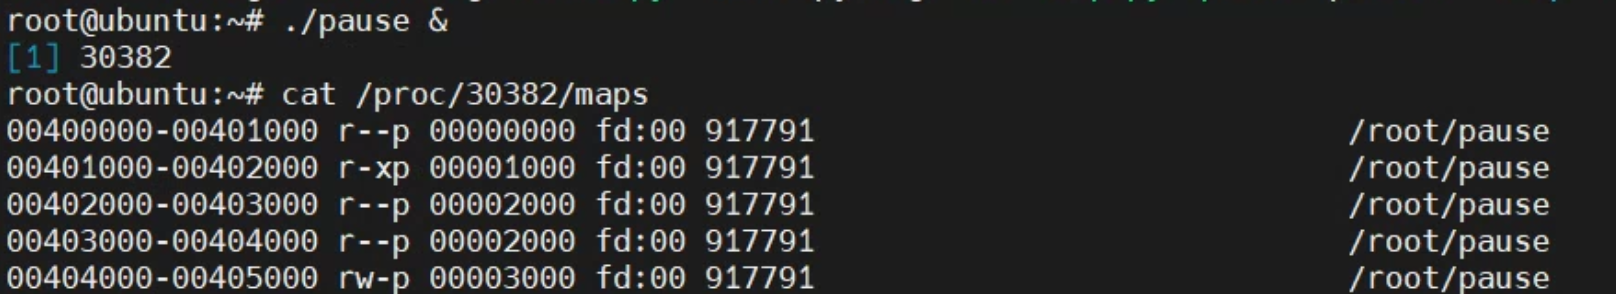 root@ubuntu:~# ./pause &
[1] 30382
root@ubuntu:~# cat /proc/30382/maps
00400000-00401000 r--p 00000000 fd:00 917791 /root/pause
00401000-00402000 r-xp 00001000 fd:00 917791 /root/pause
00402000-00403000 r--p 00002000 fd:00 917791 /root/pause
00403000-00404000 r--p 00002000 fd:00 917791 /root/pause
00404000-00405000 rw-p 00003000 fd:00 917791 /root/pause